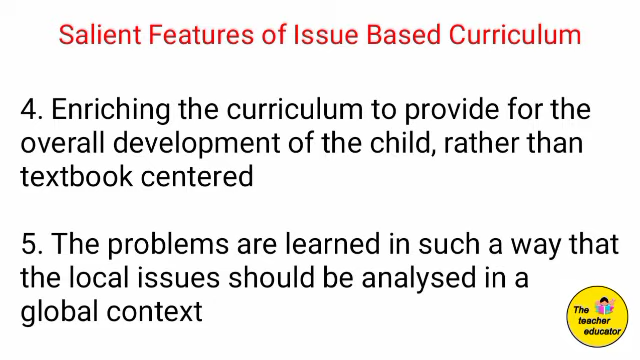 Salient Features of Issue Based Curriculum
4. Enriching the curriculum to provide for the
overall development of the child, rather than
textbook centered
5. The problems are learned in such a way that
the local issues should be analysed in a
global context
The
teacher
educator